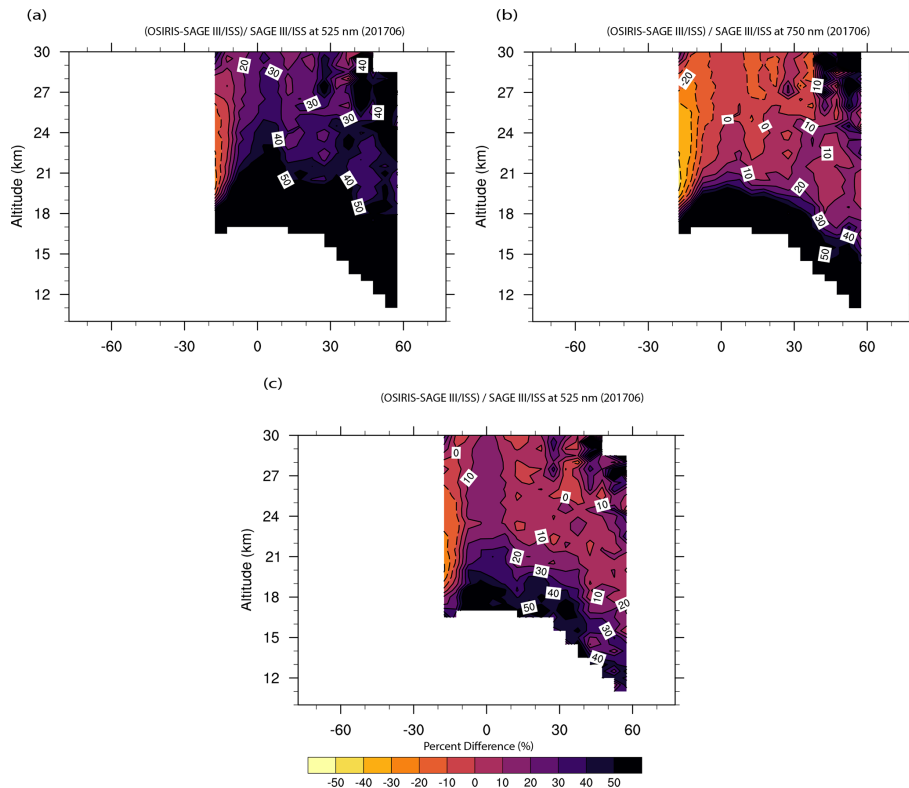 (a)
(OSIRIS-SAGE III/ISS)/ SAGE III/ISS at 525 nm (201706)
30
27
24
21
18
15
12
Altitude (km)
-60 -30 0 30 60
20 30 40 30 30 40 40 50 40 50
(b)
(OSIRIS-SAGE III/ISS) / SAGE III/ISS at 750 nm (201706)
30
27
24
21
18
15
12
Altitude (km)
-60 -30 0 30 60
-20 10 0 0 10 10 10 20 30 40 50
(c)
(OSIRIS-SAGE III/ISS) / SAGE III/ISS at 525 nm (201706)
30
27
24
21
18
15
12
Altitude (km)
-60 -30 0 30 60
0 10 0 10 10 20 30 40 50 10 20 30 40
Percent Difference (%)
-50 -40 -30 -20 -10 0 10 20 30 40 50